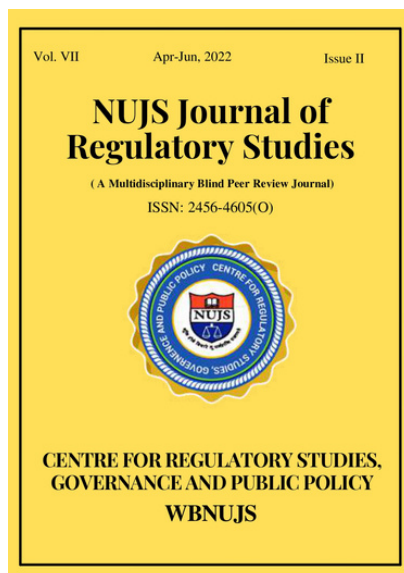 Vol. VII Apr-Jun, 2022 Issue II
NUJS Journal of
Regulatory Studies
( A Multidisciplinary Blind Peer Review Journal)
ISSN: 2456-4605(O)
CENTRE FOR REGULATORY STUDIES, GOVERNENCE AND PUBLIC POLICY
NUJS
CENTRE FOR REGULATORY STUDIES,
GOVERNANCE AND PUBLIC POLICY
WBNUJS